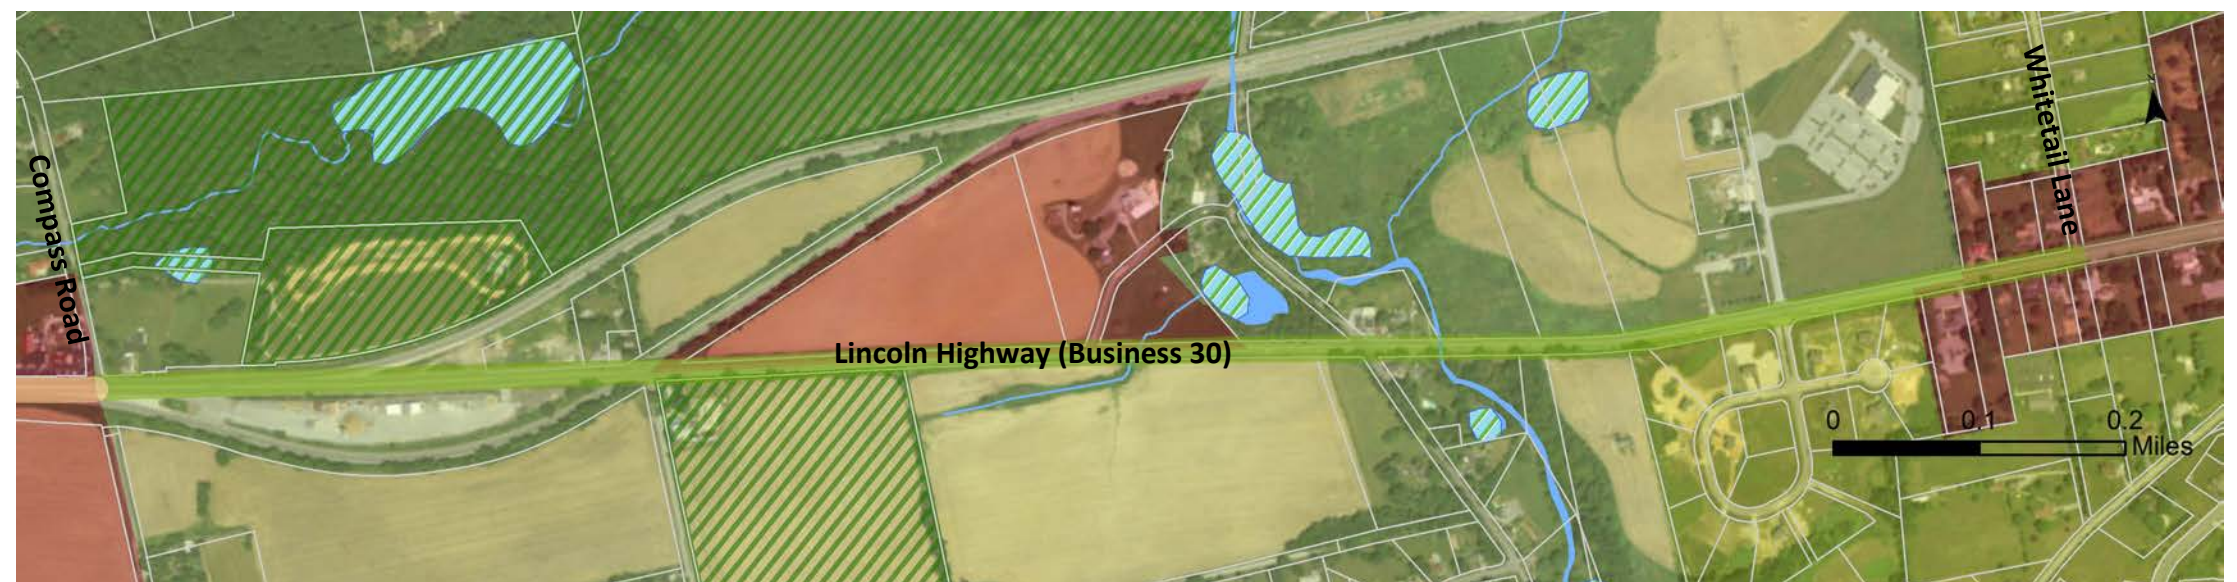 Compass Road
Lincoln Highway (Business 30)
Whitetail Lane
0 0.1 0.2
Miles